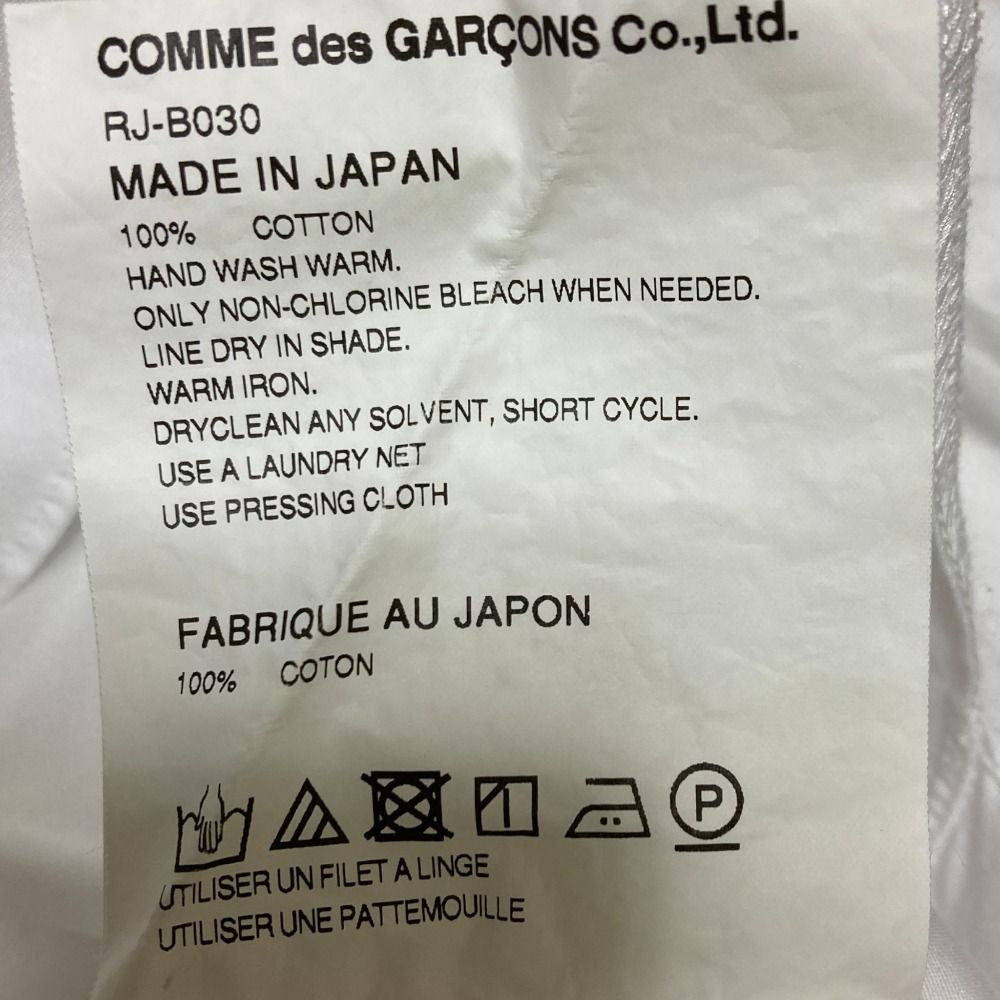 COMME des GARÇONS Co.,Ltd.
RJ-B030
MADE IN JAPAN
100% COTTON
HAND WASH WARM.
ONLY NON-CHLORINE BLEACH WHEN NEEDED.
LINE DRY IN SHADE.
WARM IRON.
DRYCLEAN ANY SOLVENT, SHORT CYCLE.
USE A LAUNDRY NET
USE PRESSING CLOTH
FABRIQUE AU JAPON
100% COTON
P
UTILISER UN FILET A LINGE
UTILISER UNE PATTEMOUILLE